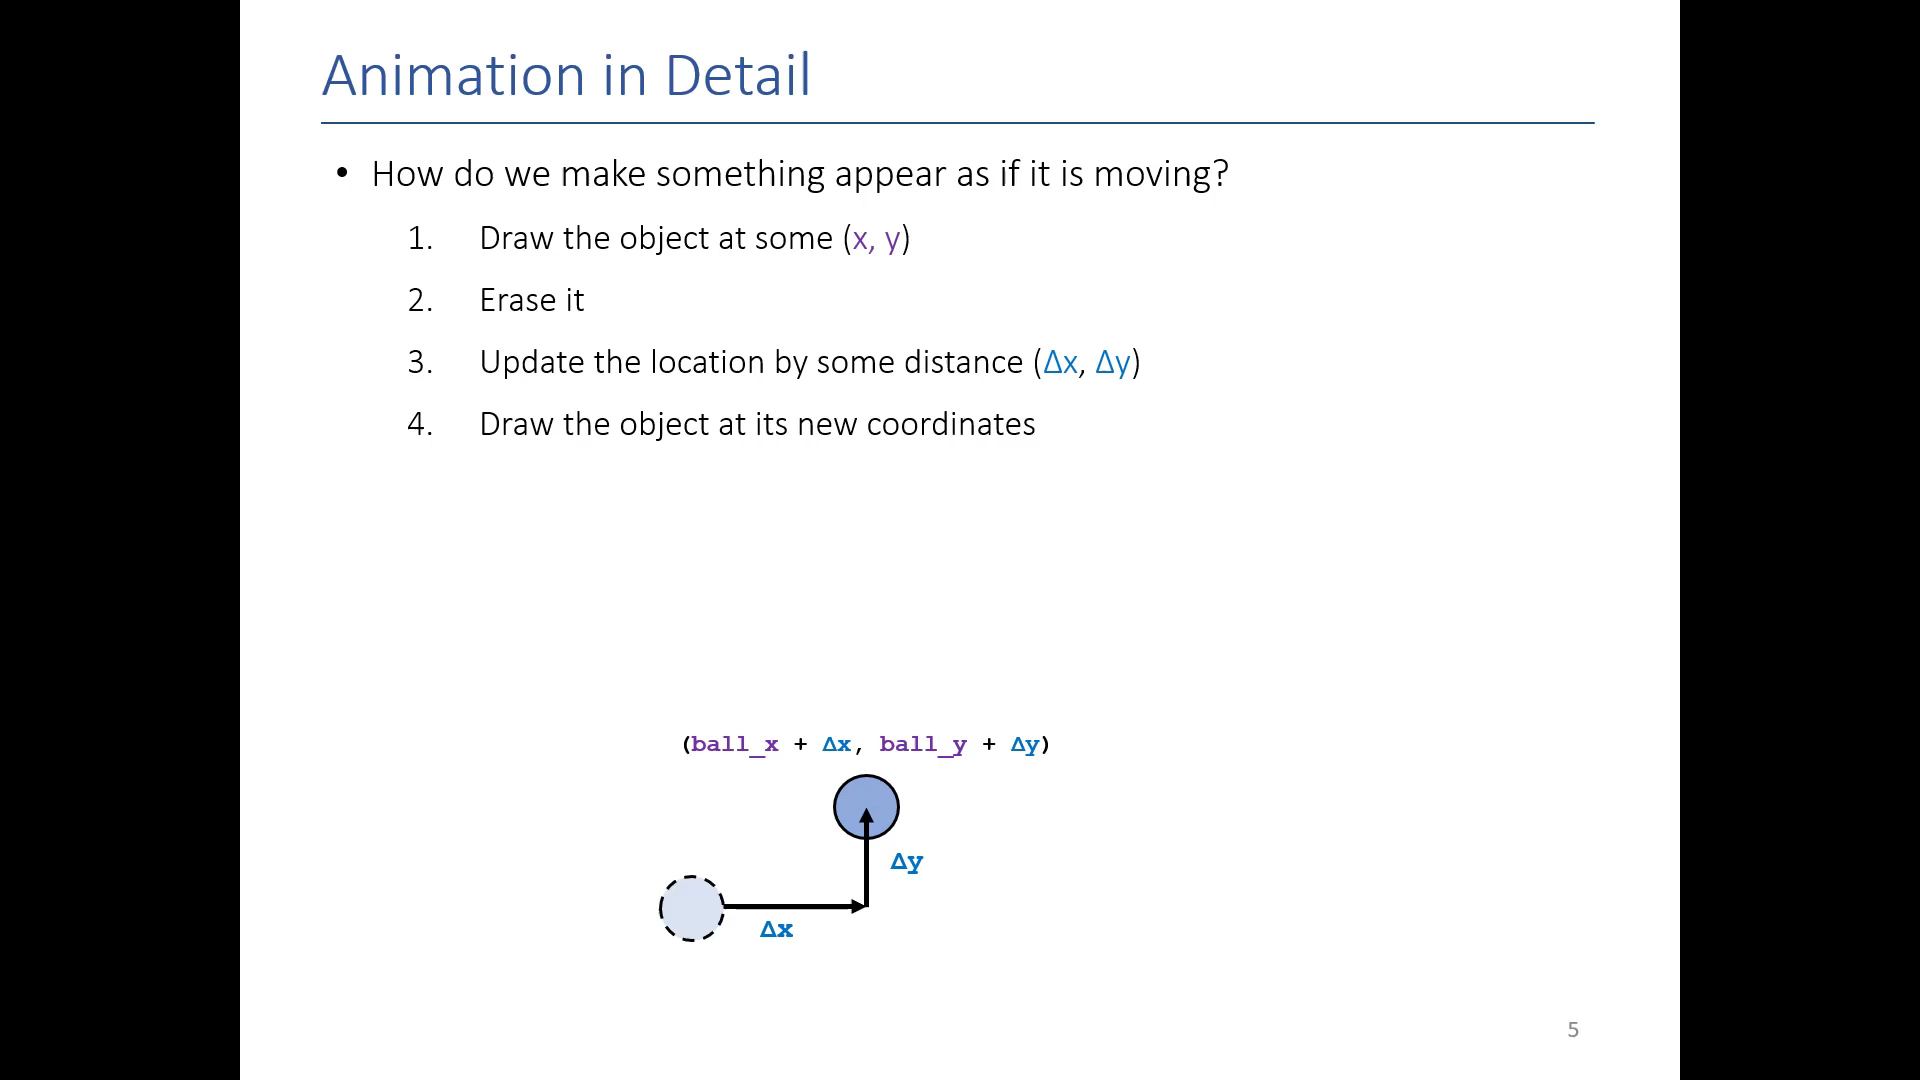 Animation in Detail
• How do we make something appear as if it is moving?
1. Draw the object at some (x, y)
2. Erase it
3. Update the location by some distance (Δx, Δy)
4. Draw the object at its new coordinates
(ball_x + Δx, ball_y + Δy)
Δy
Δx
5